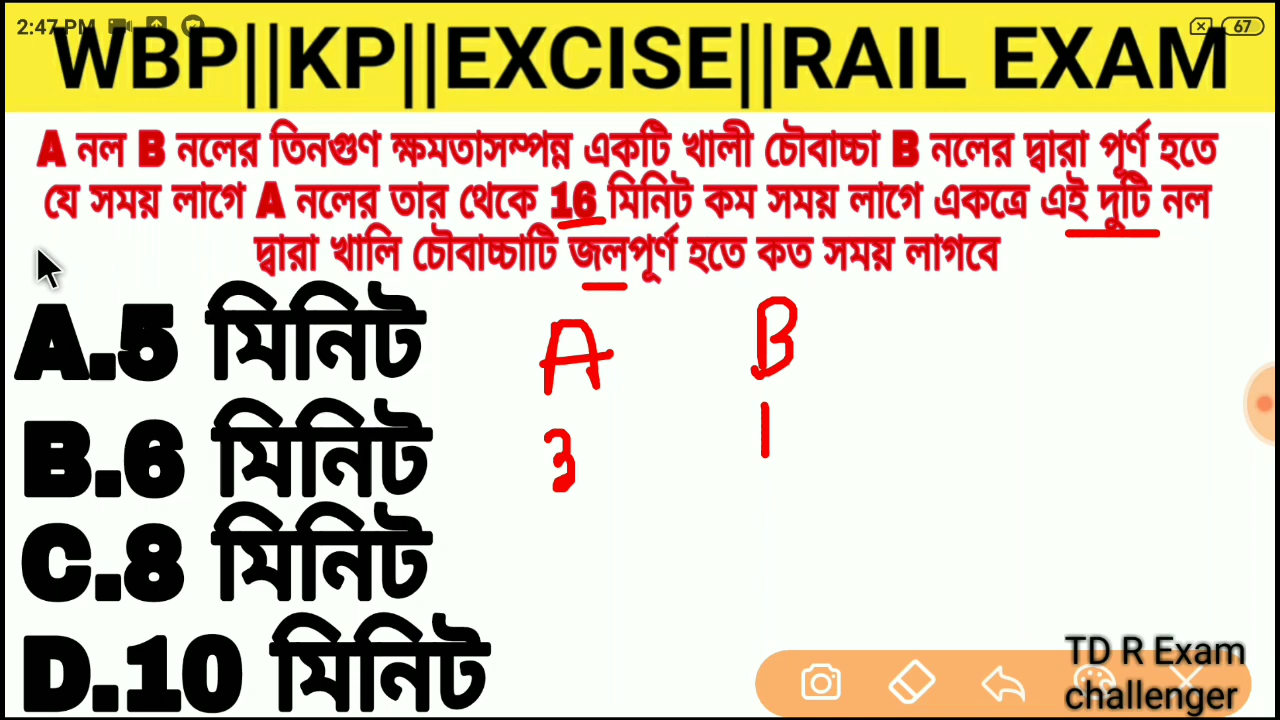 2:47 PM
67
WBP||KP||EXCISE||RAIL EXAM
A নল B নলের তিনগুণ ক্ষমতাসম্পন্ন একটি খালী চৌবাচ্চা B নলের দ্বারা পূর্ণ হতে
যে সময় লাগে A নলের তার থেকে 16 মিনিট কম সময় লাগে একত্রে এই দুটি নল
দ্বারা খালি চৌবাচ্চাটি জলপূর্ণ হতে কত সময় লাগবে
A.5 মিনিট
B.6 মিনিট
C.8 মিনিট
D.10 মিনিট
A B
3 1
TD R Exam
challenger